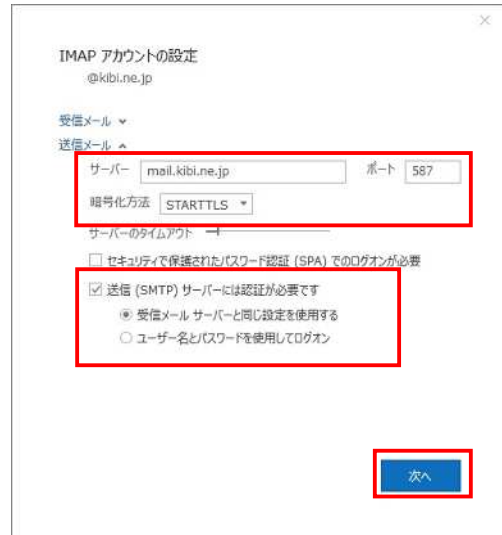 IMAP アカウントの設定
@kibi.ne.jp
受信メール
送信メール
サーバー mail.kibi.ne.jp ポート 587
暗号化方法 STARTTLS
サーバーのタイムアウト
セキュリティで保護されたパスワード認証 (SPA) でのログオンが必要
送信 (SMTP) サーバーには認証が必要です
受信メール サーバーと同じ設定を使用する
ユーザー名とパスワードを使用してログオン
次へ